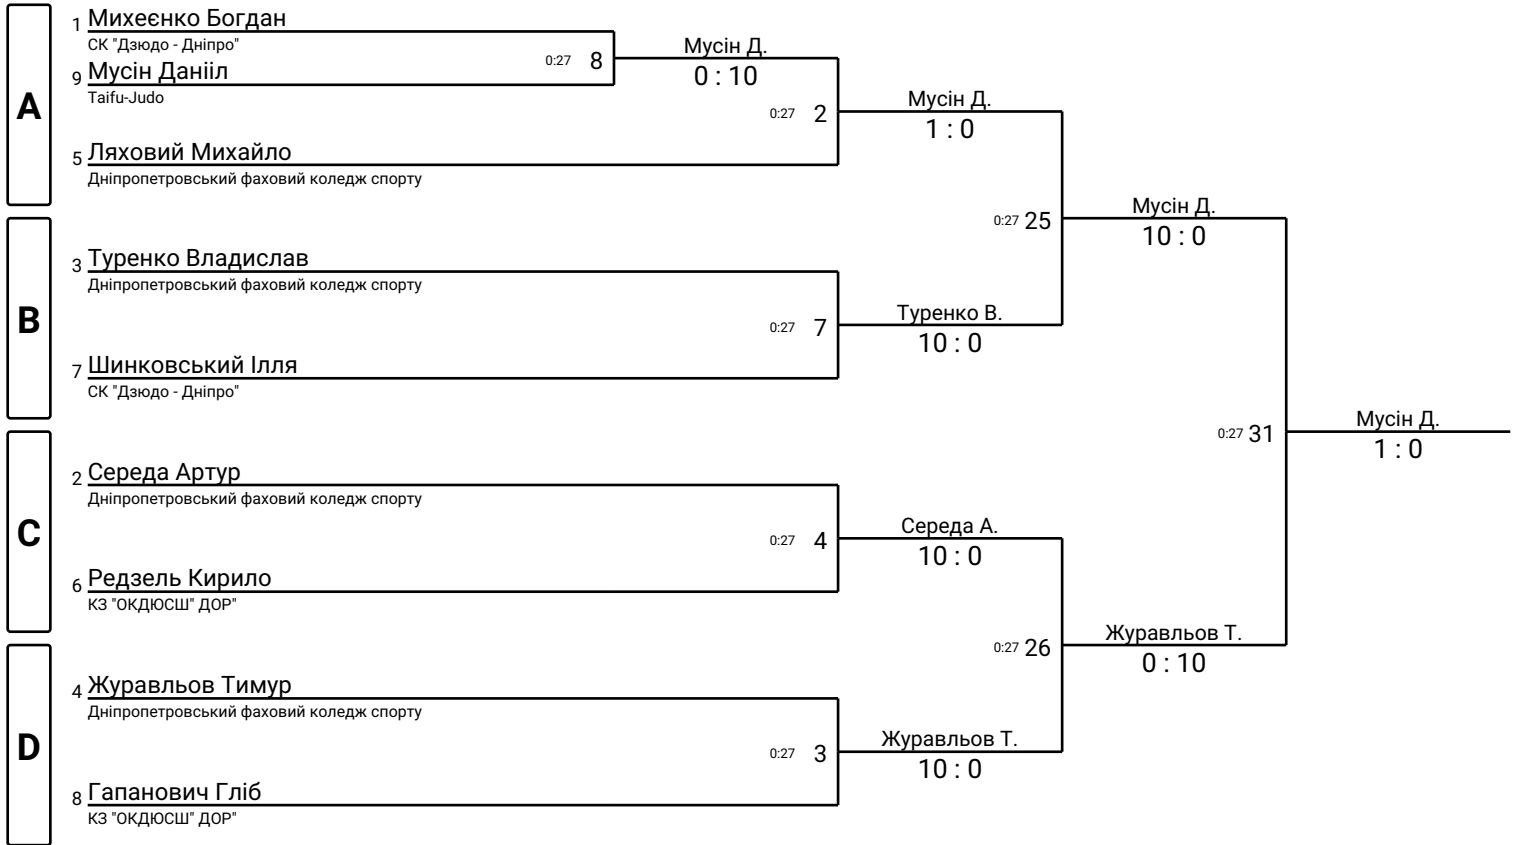 A
1 Михеєнко Богдан
СК "Дзюдо - Дніпро"
0:27 8
9 Мусін Данііл
Taifu-Judo
Мусін Д.
0 : 10
0:27 2
5 Ляховий Михайло
Дніпропетровський фаховий коледж спорту
Мусін Д.
1 : 0
0:27 25
B
3 Туренко Владислав
Дніпропетровський фаховий коледж спорту
0:27 7
7 Шинковський Ілля
СК "Дзюдо - Дніпро"
Туренко В.
10 : 0
Мусін Д.
10 : 0
0:27 31
Мусін Д.
1 : 0
C
2 Середа Артур
Дніпропетровський фаховий коледж спорту
0:27 4
6 Редзель Кирило
КЗ "ОКДЮСШ" ДОР"
Середа А.
10 : 0
0:27 26
Журавльов Т.
0 : 10
D
4 Журавльов Тимур
Дніпропетровський фаховий коледж спорту
0:27 3
8 Гапанович Гліб
КЗ "ОКДЮСШ" ДОР"
Журавльов Т.
10 : 0